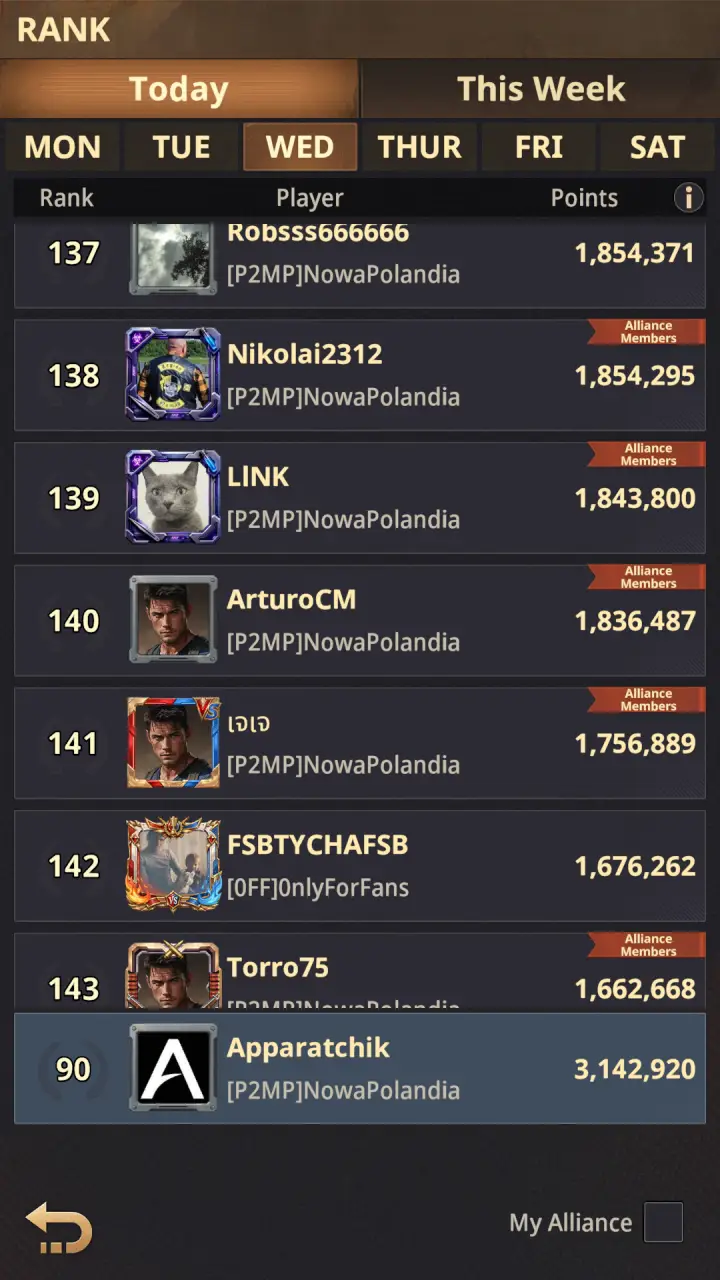 RANK
Today
This Week
MON
TUE
WED
THUR
FRI
SAT
Rank
Player
Points
137
Robsss666666
[P2MP]NowaPolandia
1,854,371
Alliance
Members
138
Nikolai2312
[P2MP]NowaPolandia
1,854,295
Alliance
Members
139
LlNK
[P2MP]NowaPolandia
1,843,800
Alliance
Members
140
ArturoCM
[P2MP]NowaPolandia
1,836,487
Alliance
Members
141
เจเจ
[P2MP]NowaPolandia
1,756,889
142
FSBTYCHAFSB
[0FF]0nlyForFans
1,676,262
Alliance
Members
143
Torro75
[P2MP]NowaPolandia
1,662,668
90
Apparatchik
[P2MP]NowaPolandia
3,142,920
My Alliance